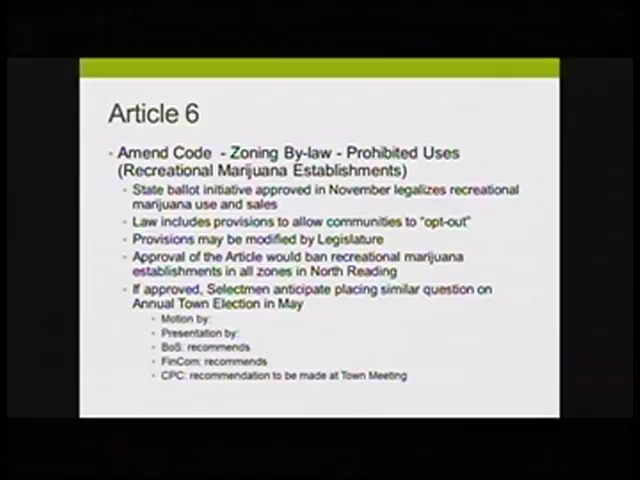 Article 6
Amend Code - Zoning By-law - Prohibited Uses
(Recreational Marijuana Establishments)
State ballot initiative approved in November legalizes recreational
marijuana use and sales
Law includes provisions to allow communities to "opt-out"
Provisions may be modified by Legislature
Approval of the Article would ban recreational marijuana
establishments in all zones in North Reading
If approved, Selectmen anticipate placing similar question on
Annual Town Election in May
Motion by:
Presentation by:
BoS: recommends
FinCom: recommends
CPC: recommendation to be made at Town Meeting